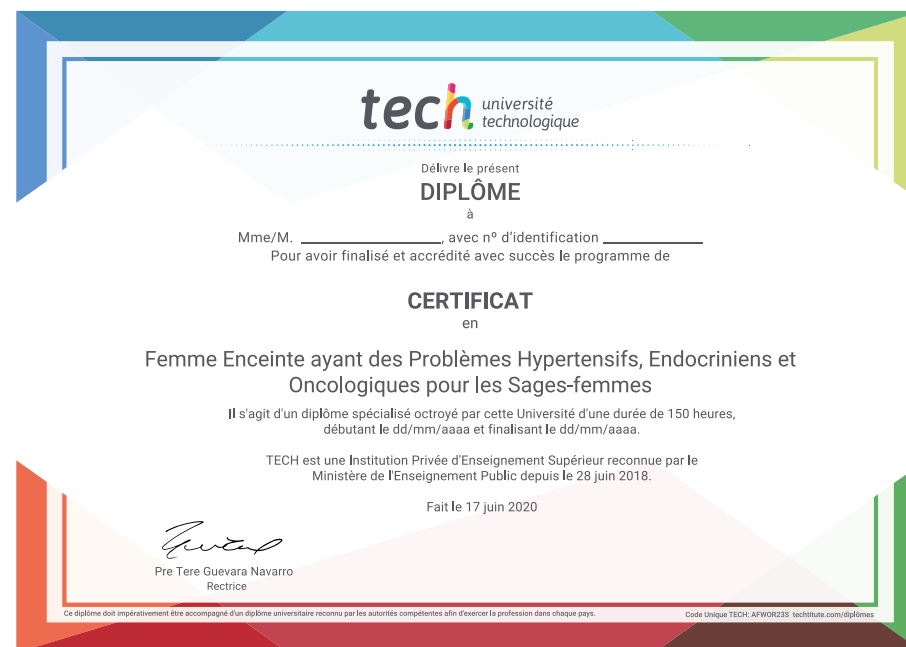 tech université
technologique
Délivre le présent
DIPLÔME
à
Mme/M. ____________________, avec nº d'identification ______________
Pour avoir finalisé et accrédité avec succès le programme de
CERTIFICAT
en
Femme Enceinte ayant des Problèmes Hypertensifs, Endocriniens et
Oncologiques pour les Sages-femmes
Il s'agit d'un diplôme spécialisé octroyé par cette Université d'une durée de 150 heures,
débutant le dd/mm/aaaa et finalisant le dd/mm/aaaa.
TECH est une Institution Privée d'Enseignement Supérieur reconnue par le
Ministère de l'Enseignement Public depuis le 28 juin 2018.
Fait le 17 juin 2020
Pre Tere Guevara Navarro
Rectrice
Ce diplôme doit impérativement être accompagné d'un diplôme universitaire reconnu par les autorités compétentes afin d'exercer la profession dans chaque pays.
Code Unique TECH: AFWOR23S techtitute.com/diplômes